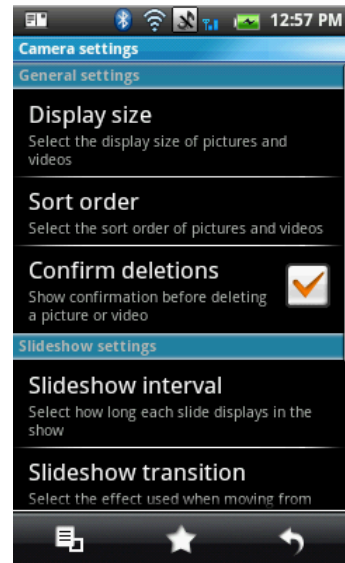 12:57 PM
Camera settings
General settings
Display size
Select the display size of pictures and
videos
Sort order
Select the sort order of pictures and videos
Confirm deletions
Show confirmation before deleting
a picture or video
Slideshow settings
Slideshow interval
Select how long each slide displays in the
show
Slideshow transition
Select the effect used when moving from